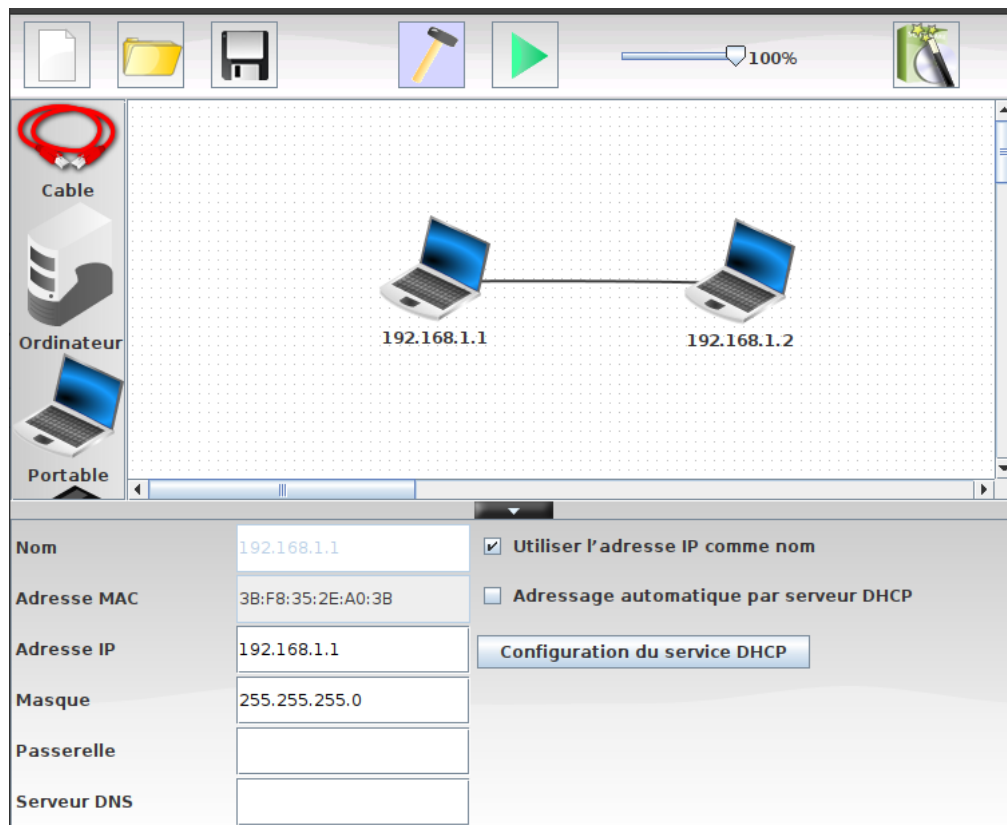 100%
Cable
Ordinateur
Portable
192.168.1.1
192.168.1.2
Nom
192.168.1.1
Utiliser l'adresse IP comme nom
Adresse MAC
3B:F8:35:2E:A0:3B
Adressage automatique par serveur DHCP
Adresse IP
192.168.1.1
Configuration du service DHCP
Masque
255.255.255.0
Passerelle
Serveur DNS